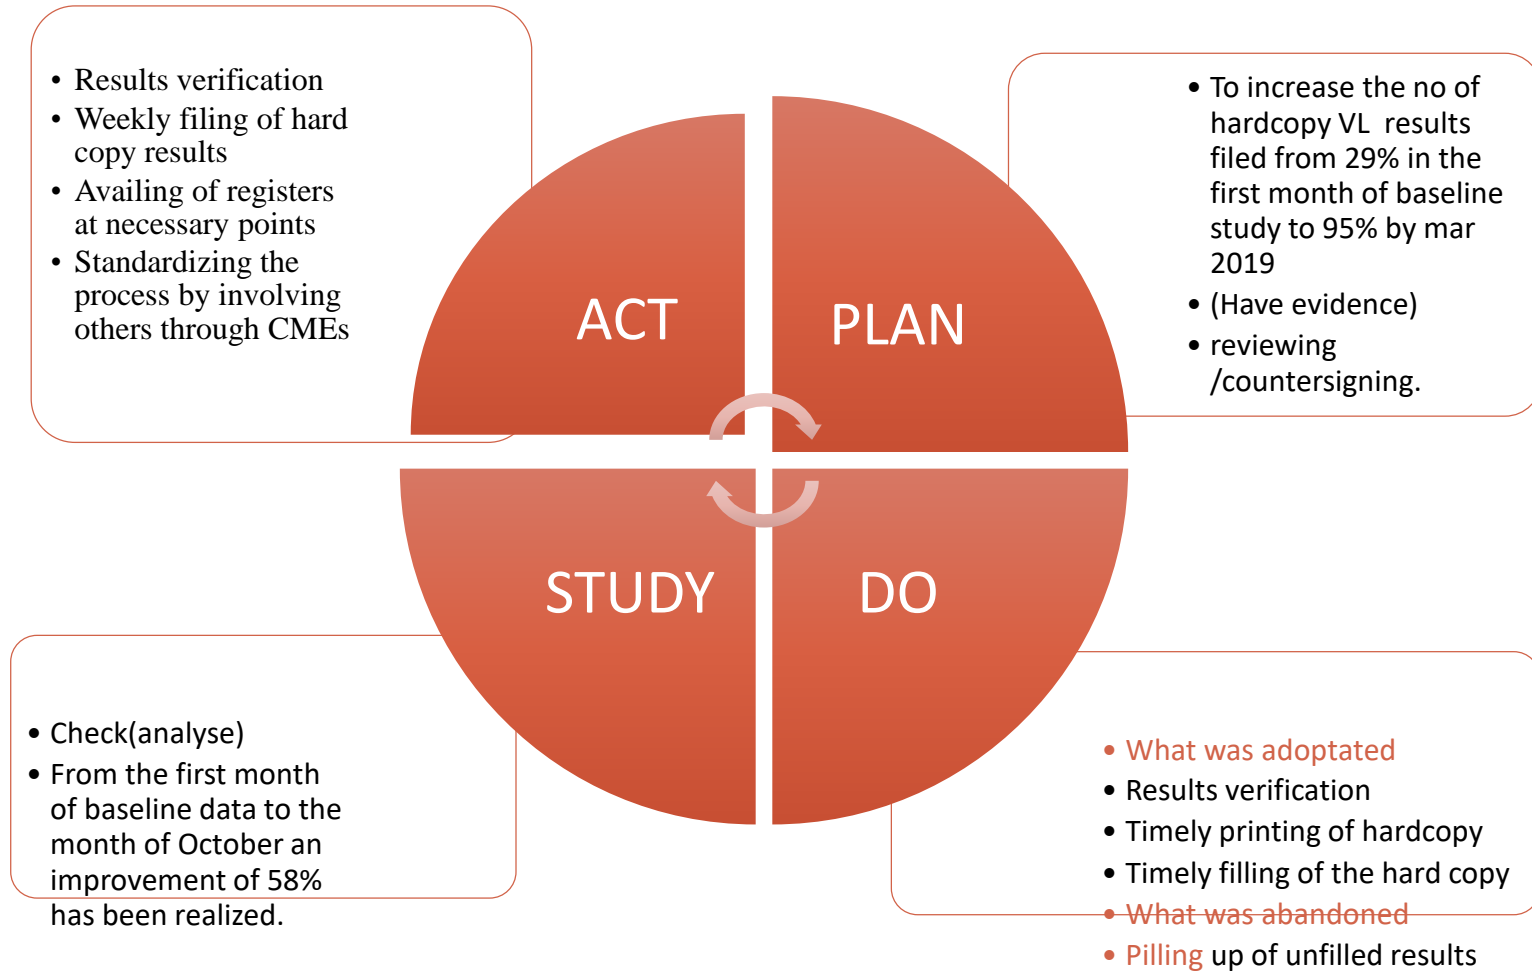 • Results verification
• Weekly filing of hard
copy results
• Availing of registers
at necessary points
• Standardizing the
process by involving
others through CMEs
• To increase the no of
hardcopy VL results
filed from 29% in the
first month of baseline
study to 95% by mar
2019
• (Have evidence)
• reviewing
/countersigning.
ACT
PLAN
STUDY
DO
• Check(analyse)
• From the first month
of baseline data to the
month of October an
improvement of 58%
has been realized.
• What was adoptated
• Results verification
• Timely printing of hardcopy
• Timely filling of the hard copy
• What was abandoned
• Pilling up of unfilled results